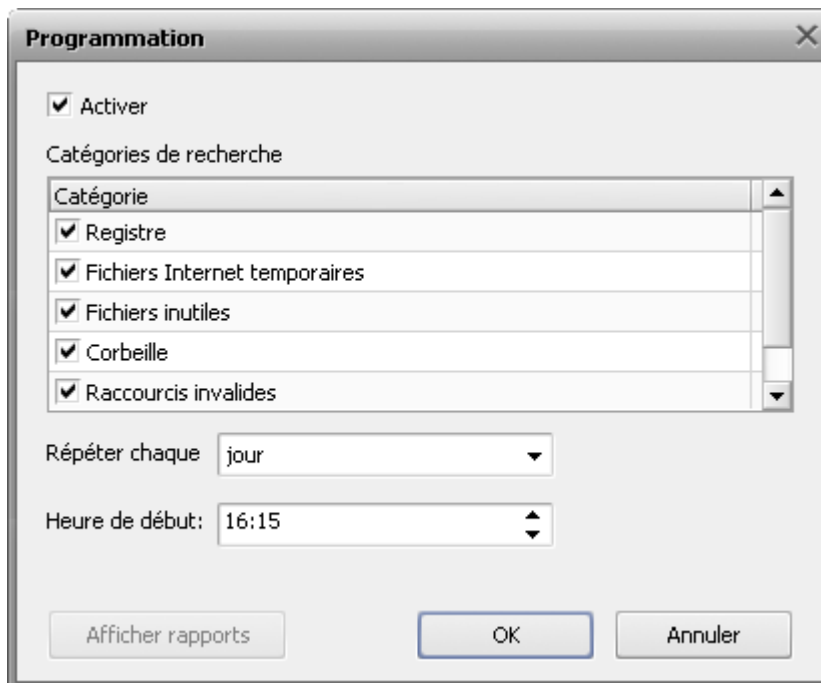 Programmation
Activer
Catégories de recherche
Catégorie
Registre
Fichiers Internet temporaires
Fichiers inutiles
Corbeille
Raccourcis invalides
Répéter chaque jour
Heure de début: 16:15
Afficher rapports OK Annuler